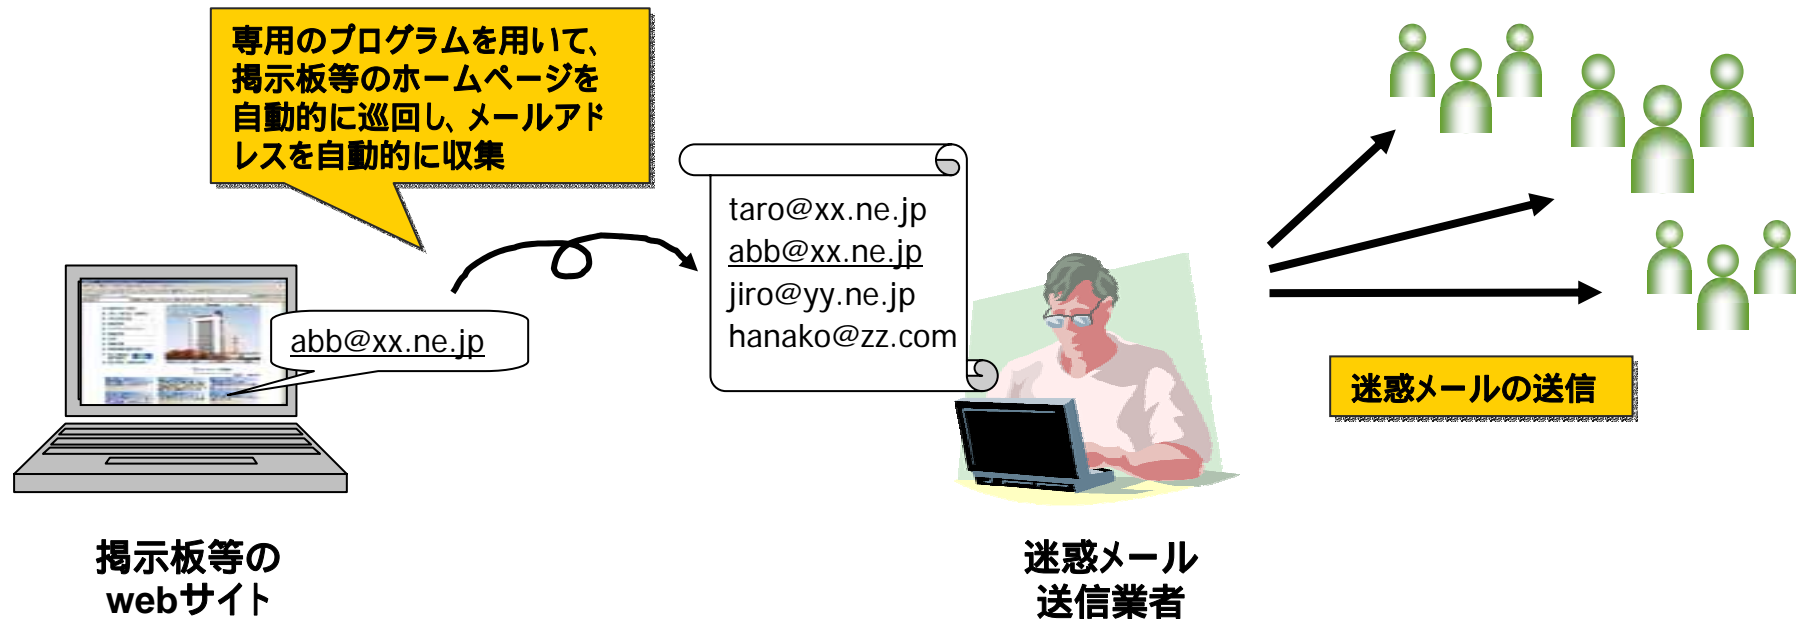 専用のプログラムを用いて、
掲示板等のホームページを
自動的に巡回し、メールアド
レスを自動的に収集
taro@xx.ne.jp
abb@xx.ne.jp
jiro@yy.ne.jp
hanako@zz.com
abb@xx.ne.jp
迷惑メールの送信
掲示板等の
webサイト
迷惑メール
送信業者